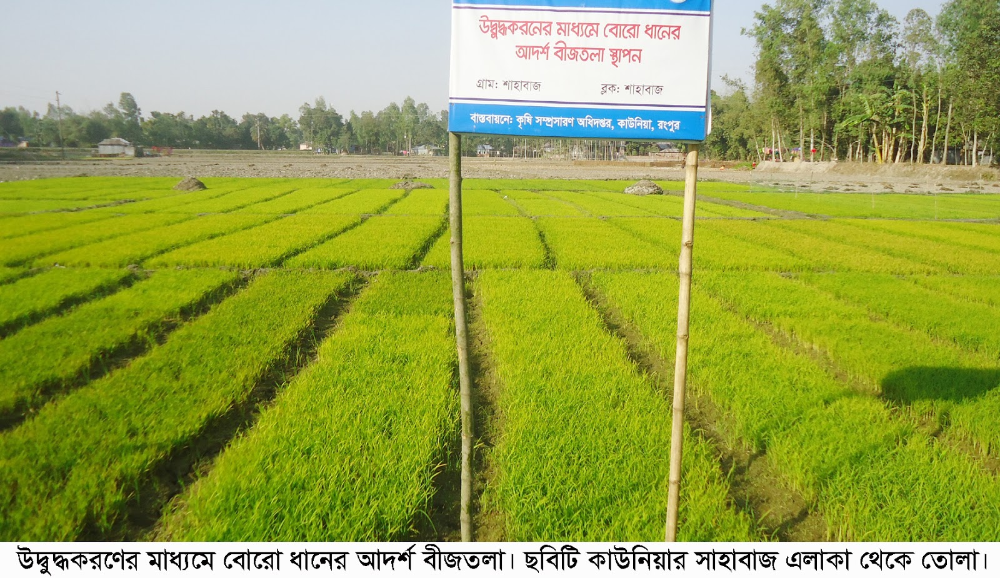 উদ্বুদ্ধকরনের মাধ্যমে বোরো ধানের
আদর্শ বীজতলা স্থাপন
গ্রাম: শাহাবাজ ব্লক: শাহাবাজ
বাস্তবায়নে: কৃষি সম্প্রসারণ অধিদপ্তর, কাউনিয়া, রংপুর
উদ্বুদ্ধকরণের মাধ্যমে বোরো ধানের আদর্শ বীজতলা। ছবিটি কাউনিয়ার সাহাবাজ এলাকা থেকে তোলা।